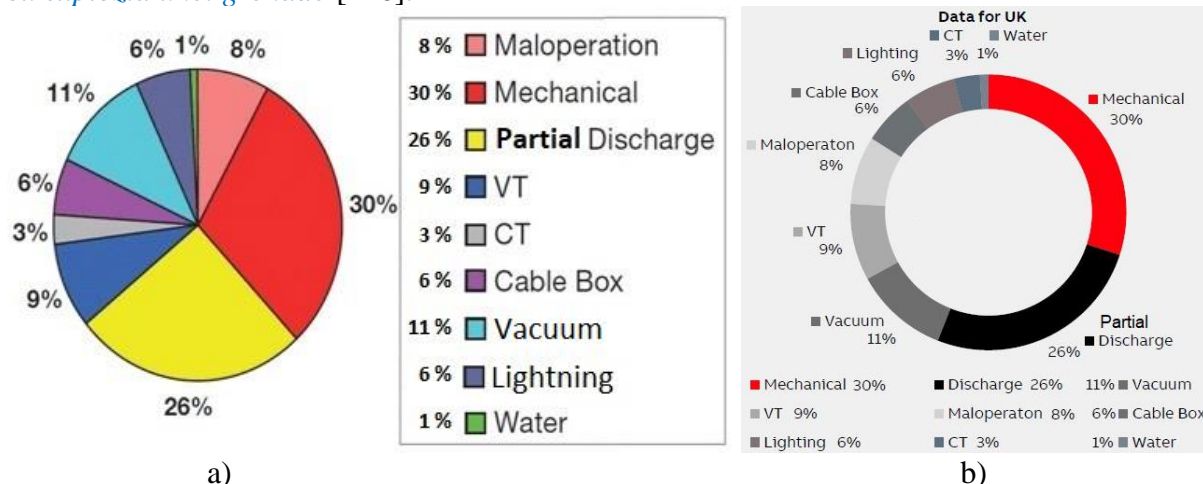 6%
1%
8%
11%
6%
3%
9%
30%
26%
8 % Maloperation
30 % Mechanical
26 % Partial Discharge
9 % VT
3 % CT
6 % Cable Box
11 % Vacuum
6 % Lightning
1 % Water
a)
Data for UK
CT
3%
Water
1%
Lighting
6%
Cable Box
6%
Maloperaton
8%
VT
9%
Vacuum
11%
Mechanical
30%
Partial
Discharge
26%
Mechanical 30% Discharge 26% 11% Vacuum
VT 9% Maloperaton 8% 6% Cable Box
Lighting 6% CT 3% 1% Water
b)